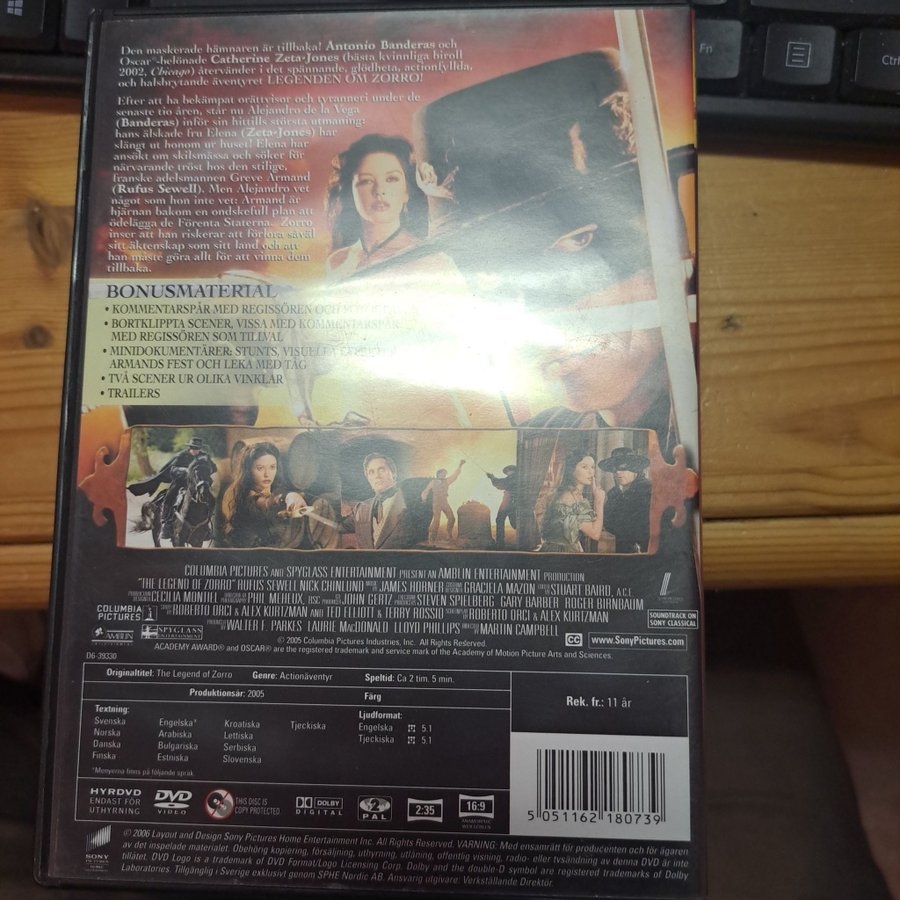 Den maskerade hämnaren är tillbaka! Antonio Banderas och
Oscar®-belönade Catherine Zeta-Jones (bästa kvinnliga biroll
2002, Chicago) återvänder i det spännande, glödheta, actionfyllda,
och halsbrytande äventyret LEGENDEN OM ZORRO!
Efter att ha bekämpat orättvisor och tyranneri under de
senaste tio åren, står nu Alejandro de la Vega
(Banderas) inför sin hittills största utmaning:
hans älskade fru Elena (Zeta-Jones) har
slängt ut honom ur huset! Elena har
ansökt om skilsmässa och söker för
närvarande tröst hos den stilige,
franske adelsmannen Greve Armand
(Rufus Sewell). Men Alejandro vet
något som hon inte vet: Armand är
hjärnan bakom en ondskefull plan att
ödelägga de Förenta Staterna. Zorro
inser att han riskerar att förlora såväl
sitt äktenskap som sitt land och att
han måste göra allt för att vinna dem
tillbaka.
BONUSMATERIAL
• KOMMENTARSPÅR MED REGISSÖREN OCH
• BORTKLIPPTA SCENER, VISSA MED KOMMENTARSPÅR
MED REGISSÖREN SOM TILLVAL
• MINIDOKUMENTÄRER: STUNTS, VISUELLA
ARMANDS FEST OCH LEKA MED TÅG
• TVÅ SCENER UR OLIKA VINKLAR
• TRAILERS
COLUMBIA PICTURES AND SPYGLASS ENTERTAINMENT PRESENT AN AMBLIN ENTERTAINMENT PRODUCTION
"THE LEGEND OF ZORRO" RUFUS SEWELL NICK CHINLUND MUSIC BY JAMES HORNER GRACIELA MAZON STUART BAIRD, A.C.E.
CECILIA MONTIEL PHIL MEHEUX, BSC JOHN GERTZ STEVEN SPIELBERG GARY BARBER ROGER BIRNBAUM
ROBERTO ORCI & ALEX KURTZMAN AND TED ELLIOTT & TERRY ROSSIO ROBERTO ORCI & ALEX KURTZMAN
WALTER F. PARKES LAURIE MACDONALD LLOYD PHILLIPS MARTIN CAMPBELL
COLUMBIA
PICTURES
AMBLIN
SPYGLASS
ENTERTAINMENT
SOUNDTRACK ON
SONY CLASSICAL
© 2005 Columbia Pictures Industries, Inc. All Rights Reserved.
CC
www.SonyPictures.com
ACADEMY AWARD® and OSCAR® are the registered trademark and service mark of the Academy of Motion Picture Arts and Sciences.
D6-39330
Originaltitel: The Legend of Zorro Genre: Actionäventyr Speltid: Ca 2 tim. 5 min.
Produktionsår: 2005 Färg
Rek. fr.: 11 år
Textning:
Svenska Engelska* Kroatiska Tjeckiska
Norska Arabiska Lettiska
Danska Bulgariska Serbiska
Finska Estniska Slovenska
*Menyerna finns på följande språk
Ljudformat:
Engelska 5.1
Tjeckiska 5.1
HYRDVD
ENDAST FÖR
UTHYRNING
DVD
VIDEO
THIS DISC IS
COPY PROTECTED
DOLBY
DIGITAL
2
PAL
2:35
16:9
5 051162 180739
SONY
PICTURES
© 2006 Layout and Design Sony Pictures Home Entertainment Inc. All Rights Reserved. VARNING: Med ensamrätt för producenten och för ägaren
av det inspelade materialet. Obehörig kopiering, försäljning, uthyrning, utlåning, offentlig visning, radio- eller tvsändning av denna DVD är inte
tillåtet. DVD Logo is a trademark of DVD Format/Logo Licensing Corp. Dolby and the double-D symbol are registered trademarks of Dolby
Laboratories. Tillgänglig i Sverige exklusivt genom SPHE Nordic AB. Ansvarig utgivare: Verkställande Direktör.
Fn
Alt